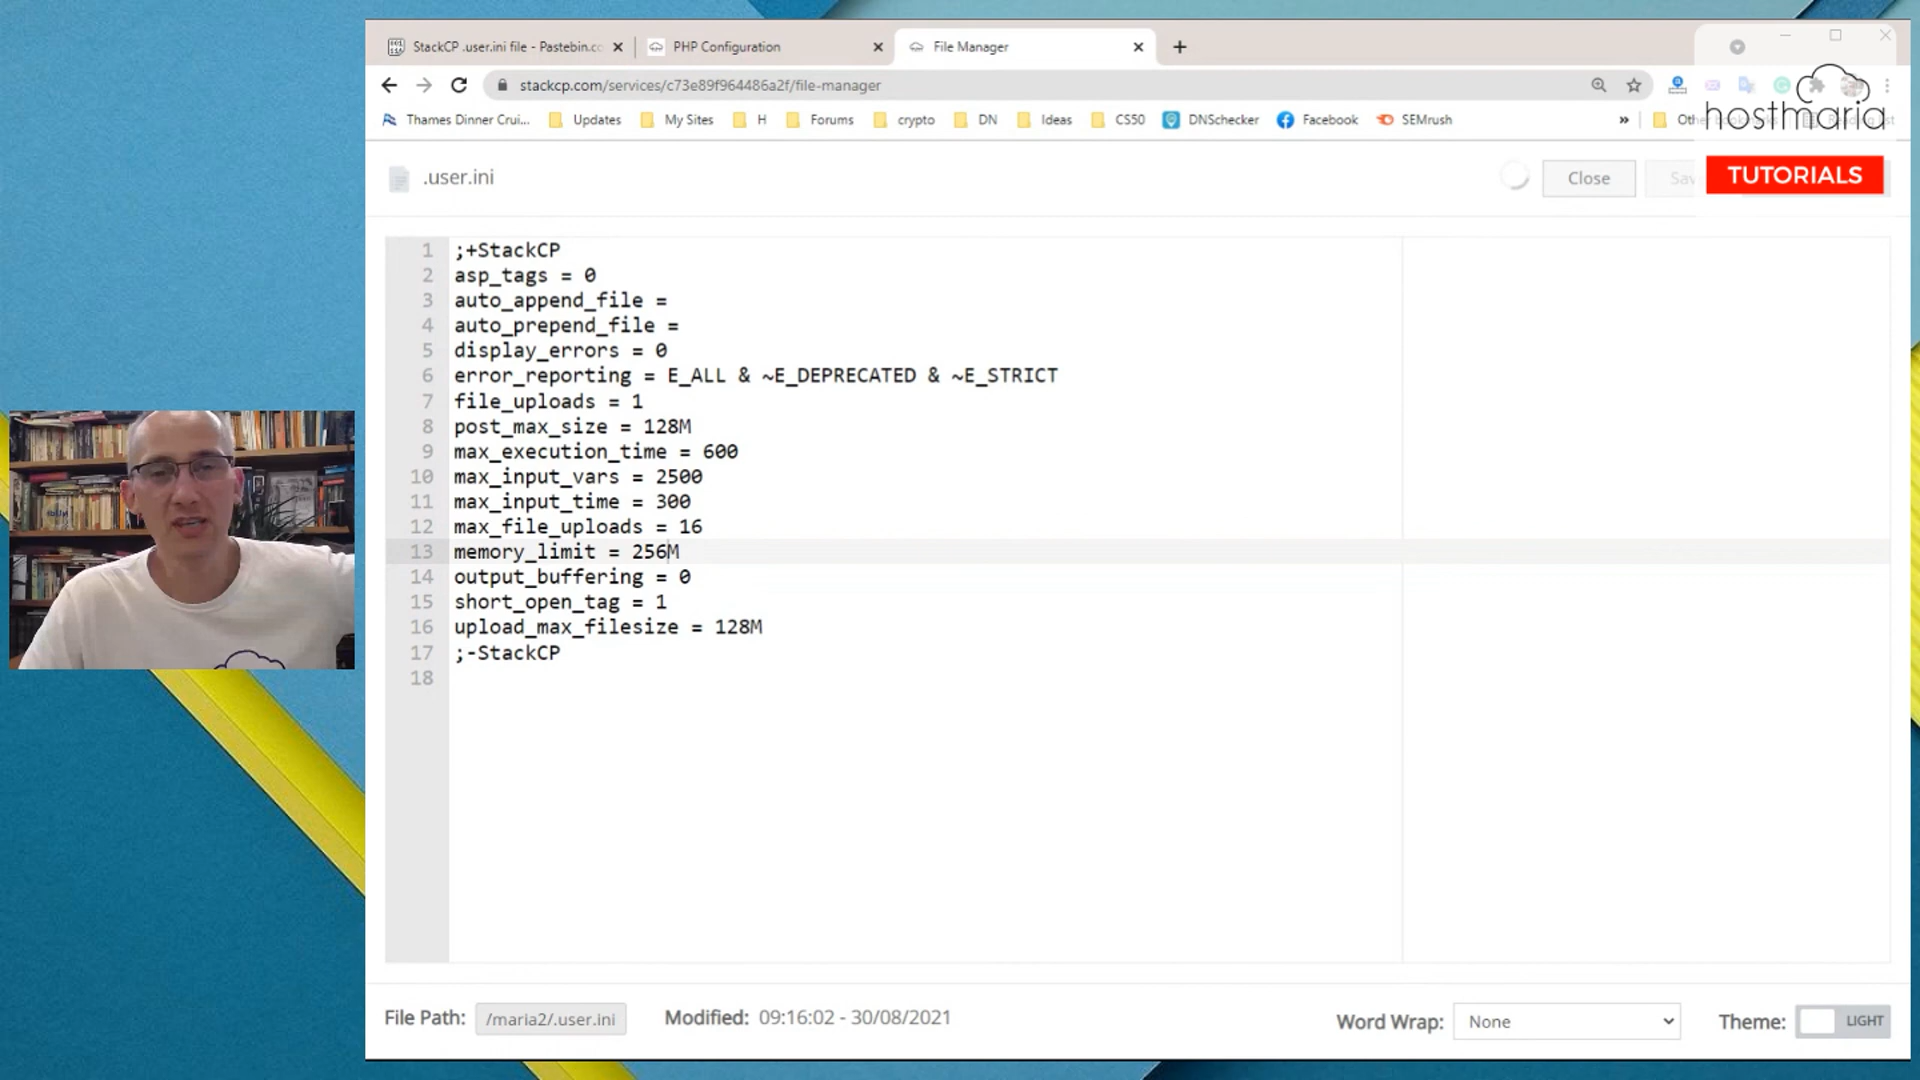 StackCP .user.ini file - Pastebin.co
PHP Configuration
File Manager
stackcp.com/services/c73e89f964486a2f/file-manager
Thames Dinner Crui...
Updates
My Sites
H
Forums
crypto
DN
Ideas
CS50
DNSchecker
Facebook
SEMrush
»
hostmaria
.user.ini
Close
Sav
TUTORIALS
1 ;+StackCP
2 asp_tags = 0
3 auto_append_file =
4 auto_prepend_file =
5 display_errors = 0
6 error_reporting = E_ALL & ~E_DEPRECATED & ~E_STRICT
7 file_uploads = 1
8 post_max_size = 128M
9 max_execution_time = 600
10 max_input_vars = 2500
11 max_input_time = 300
12 max_file_uploads = 16
13 memory_limit = 256M
14 output_buffering = 0
15 short_open_tag = 1
16 upload_max_filesize = 128M
17 ;-StackCP
18
File Path: /maria2/.user.ini
Modified: 09:16:02 - 30/08/2021
Word Wrap: None
Theme: LIGHT